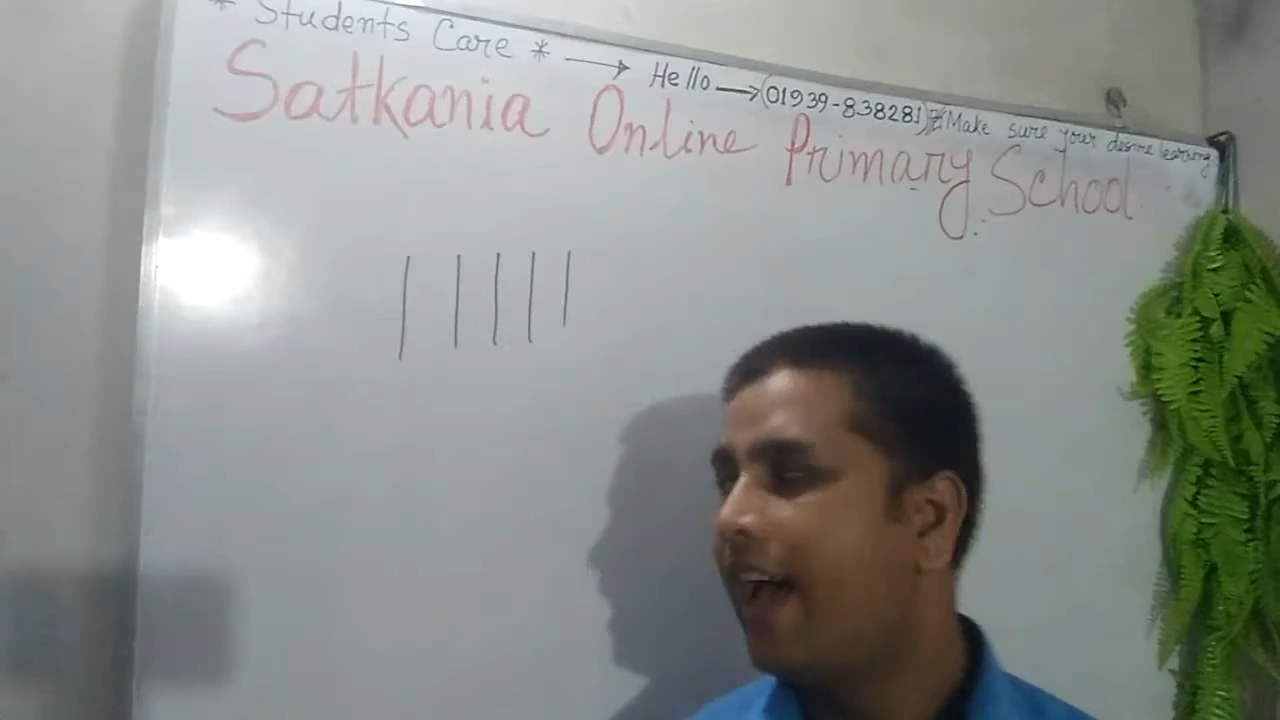 * Students Care * → Hello → (01939-838281) Make sure your desire learning
Satkania Online Primary School